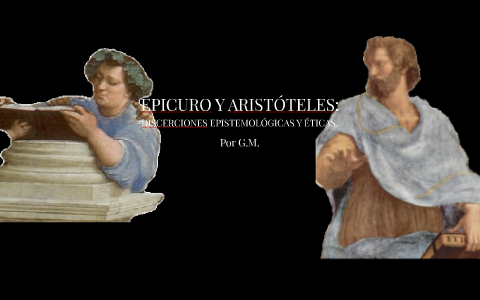 EPICURO Y ARISTÓTELES:
DISCERCIONES EPISTEMOLÓGICAS Y ÉTICAS.
Por G.M.